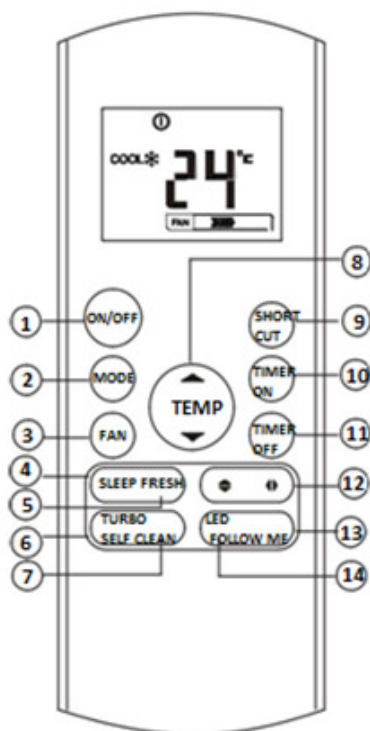 COOL
24°C
FAN
8
1
ON/OFF
SHORT
CUT
9
2
MODE
TEMP
TIMER
ON
10
3
FAN
TIMER
OFF
11
4
SLEEP FRESH
12
5
6
TURBO
SELF CLEAN
LED
FOLLOW ME
13
7
14